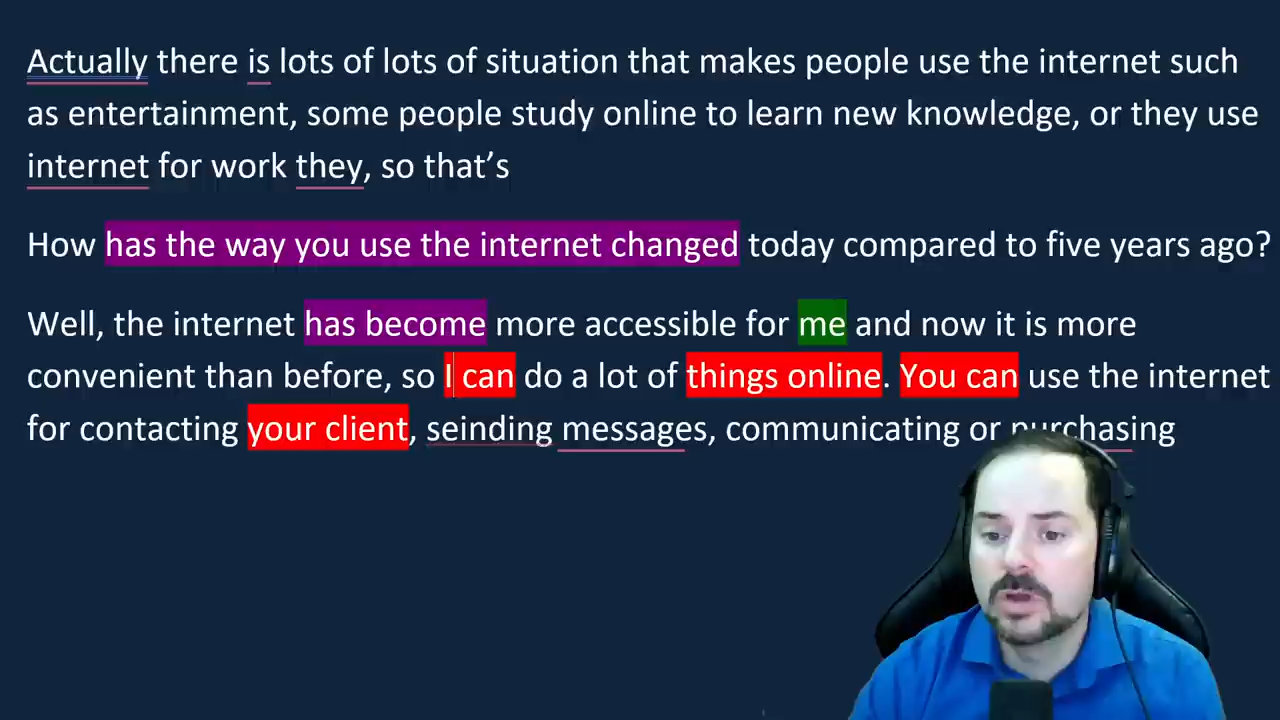 Actually there is lots of lots of situation that makes people use the internet such
as entertainment, some people study online to learn new knowledge, or they use
internet for work they, so that’s
How has the way you use the internet changed today compared to five years ago?
Well, the internet has become more accessible for me and now it is more
convenient than before, so I can do a lot of things online. You can use the internet
for contacting your client, seinding messages, communicating or purchasing